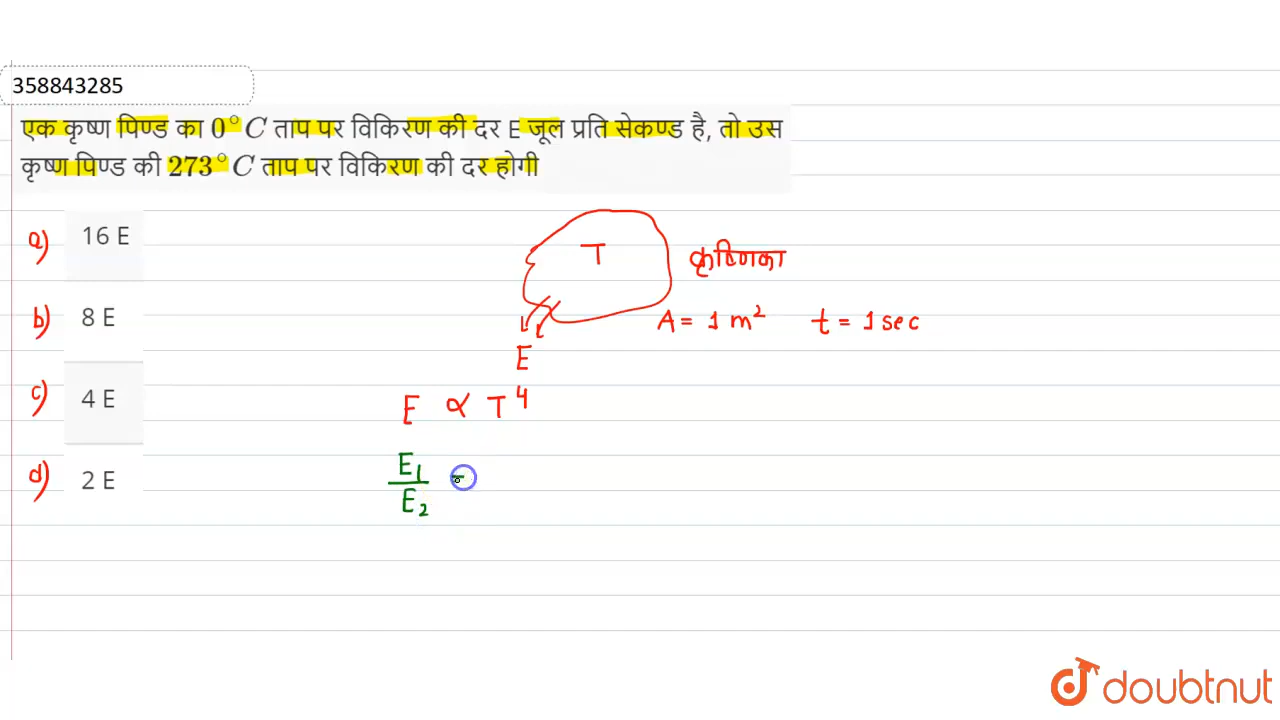 358843285
एक कृष्ण पिण्ड का 0°C ताप पर विकिरण की दर E जूल प्रति सेकण्ड है, तो उस
कृष्ण पिण्ड की 273°C ताप पर विकिरण की दर होगी
a) 16 E
b) 8 E
c) 4 E
d) 2 E
T
कृष्णिका
A = 1 m² t = 1 sec
E
E ∝ T⁴
E₁
E₂
=
doubtnut